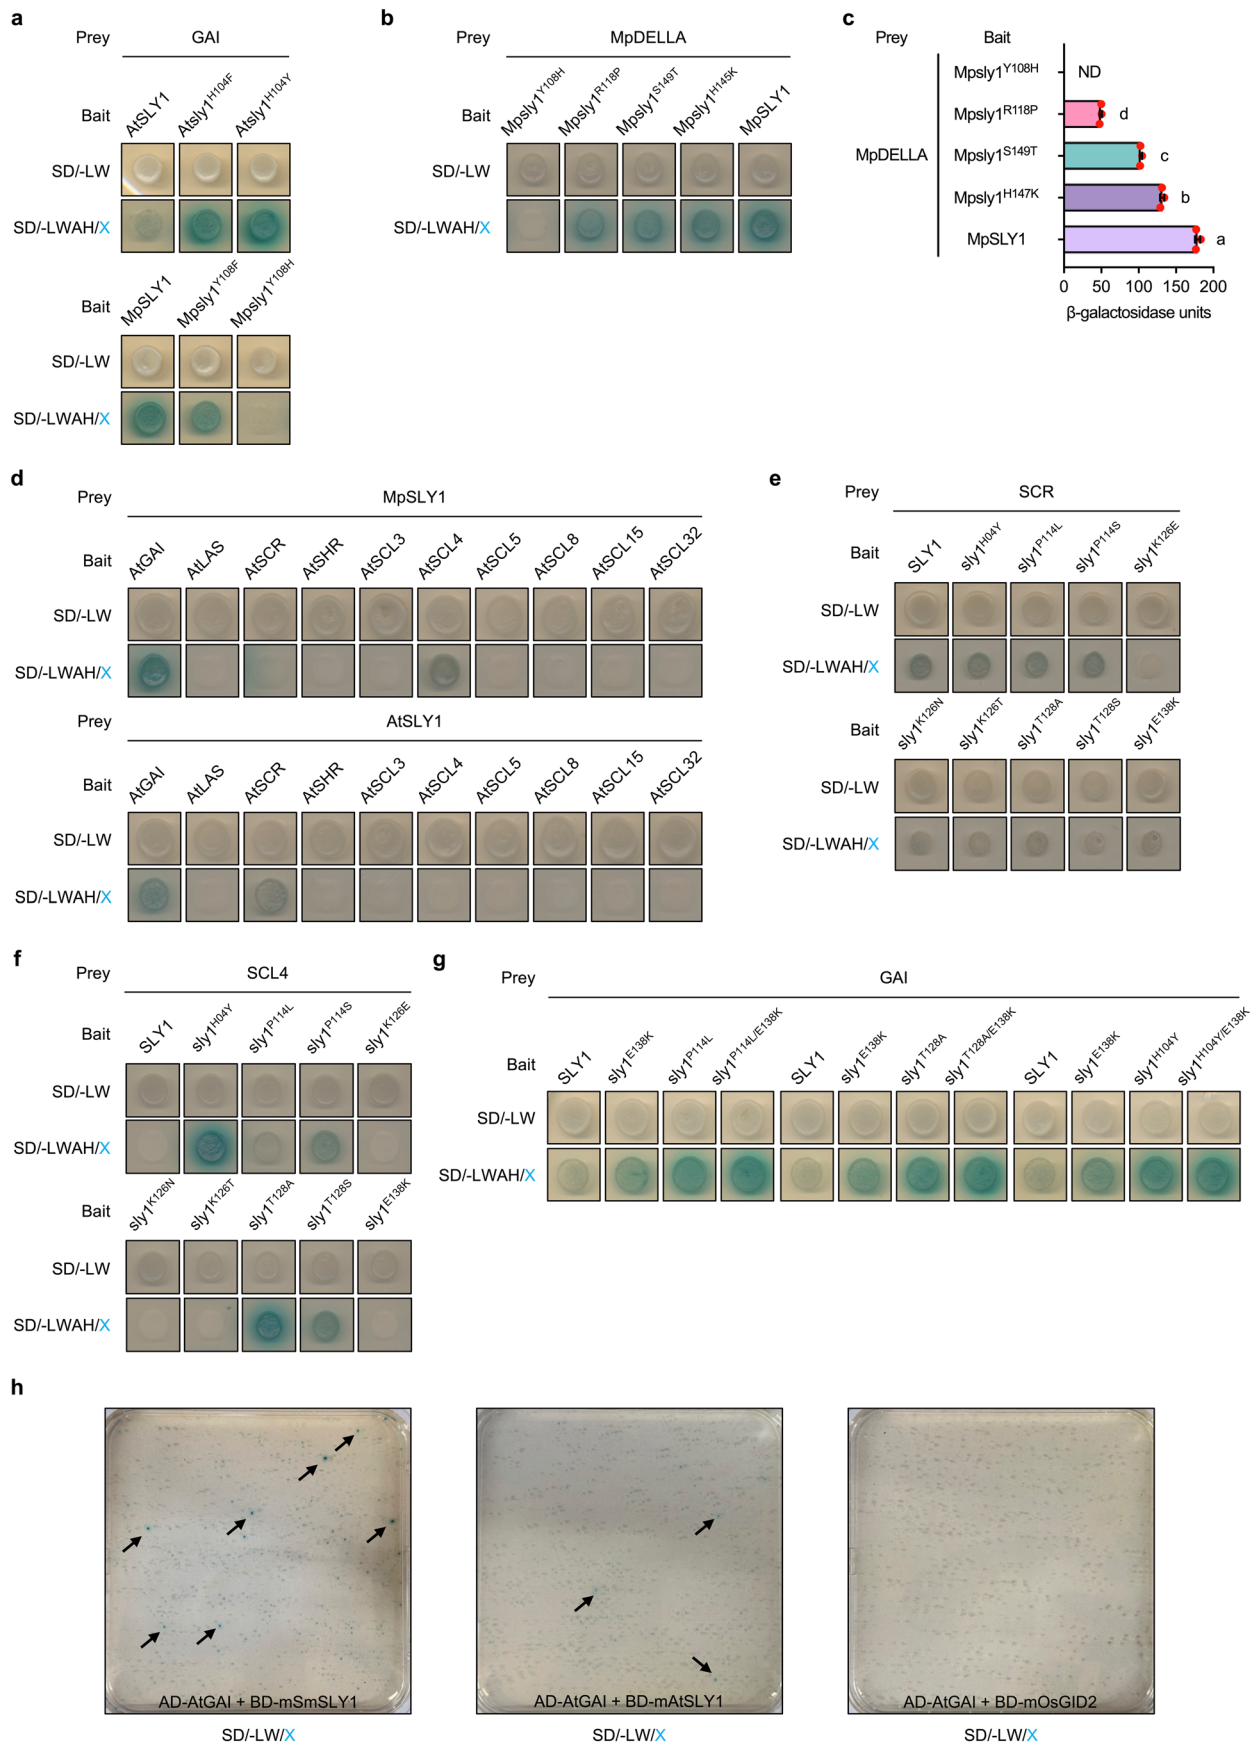 a
Prey GAI
Bait AtSLY1 Atsly1H104F Atsly1H104Y
SD/-LW
SD/-LWAH/X
Bait MpSLY1 Mpsly1Y108F Mpsly1Y108H
SD/-LW
SD/-LWAH/X
b
Prey MpDELLA
Bait Mpsly1Y108H Mpsly1R118P Mpsly1S149T Mpsly1H145K MpSLY1
SD/-LW
SD/-LWAH/X
c
Prey Bait
Mpsly1Y108H ND
Mpsly1R118P d
MpDELLA Mpsly1S149T c
Mpsly1H147K b
MpSLY1 a
0 50 100 150 200
β-galactosidase units
d
Prey MpSLY1
Bait AtGAI AtLAS AtSCR AtSHR AtSCL3 AtSCL4 AtSCL5 AtSCL8 AtSCL15 AtSCL32
SD/-LW
SD/-LWAH/X
Prey AtSLY1
Bait AtGAI AtLAS AtSCR AtSHR AtSCL3 AtSCL4 AtSCL5 AtSCL8 AtSCL15 AtSCL32
SD/-LW
SD/-LWAH/X
e
Prey SCR
Bait SLY1 sly1H04Y sly1P114L sly1P114S sly1K126E
SD/-LW
SD/-LWAH/X
Bait sly1K126N sly1K126T sly1T128A sly1T128S sly1E138K
SD/-LW
SD/-LWAH/X
f
Prey SCL4
Bait SLY1 sly1H04Y sly1P114L sly1P114S sly1K126E
SD/-LW
SD/-LWAH/X
Bait sly1K126N sly1K126T sly1T128A sly1T128S sly1E138K
SD/-LW
SD/-LWAH/X
g
Prey GAI
Bait SLY1 sly1E138K sly1P114L sly1P114L/E138K SLY1 sly1E138K sly1T128A sly1T128A/E138K SLY1 sly1E138K sly1H104Y sly1H104Y/E138K
SD/-LW
SD/-LWAH/X
h
AD-AtGAI + BD-mSmSLY1
SD/-LW/X
AD-AtGAI + BD-mAtSLY1
SD/-LW/X
AD-AtGAI + BD-mOsGID2
SD/-LW/X